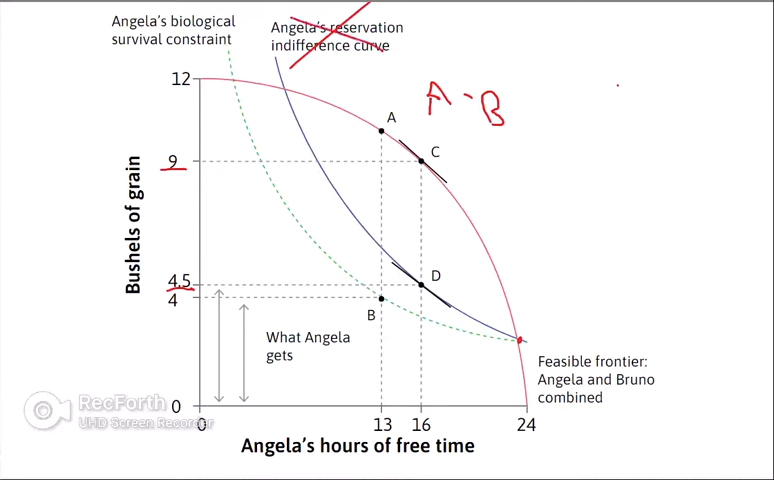 Angela's biological
survival constraint
Angela's reservation
indifference curve
12
A
A - B
C
9
Bushels of grain
4.5
D
4
B
What Angela
gets
Feasible frontier:
Angela and Bruno
combined
RecForth
UHD Screen Recorder
0
0
13
16
24
Angela's hours of free time